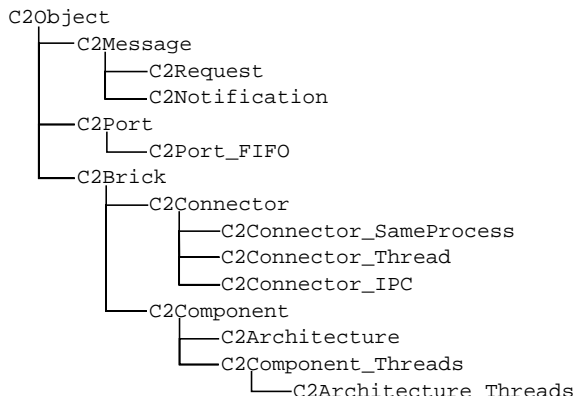 C2Object
C2Message
C2Request
C2Notification
C2Port
C2Port_FIFO
C2Brick
C2Connector
C2Connector_SameProcess
C2Connector_Thread
C2Connector_IPC
C2Component
C2Architecture
C2Component_Threads
C2Architecture_Threads